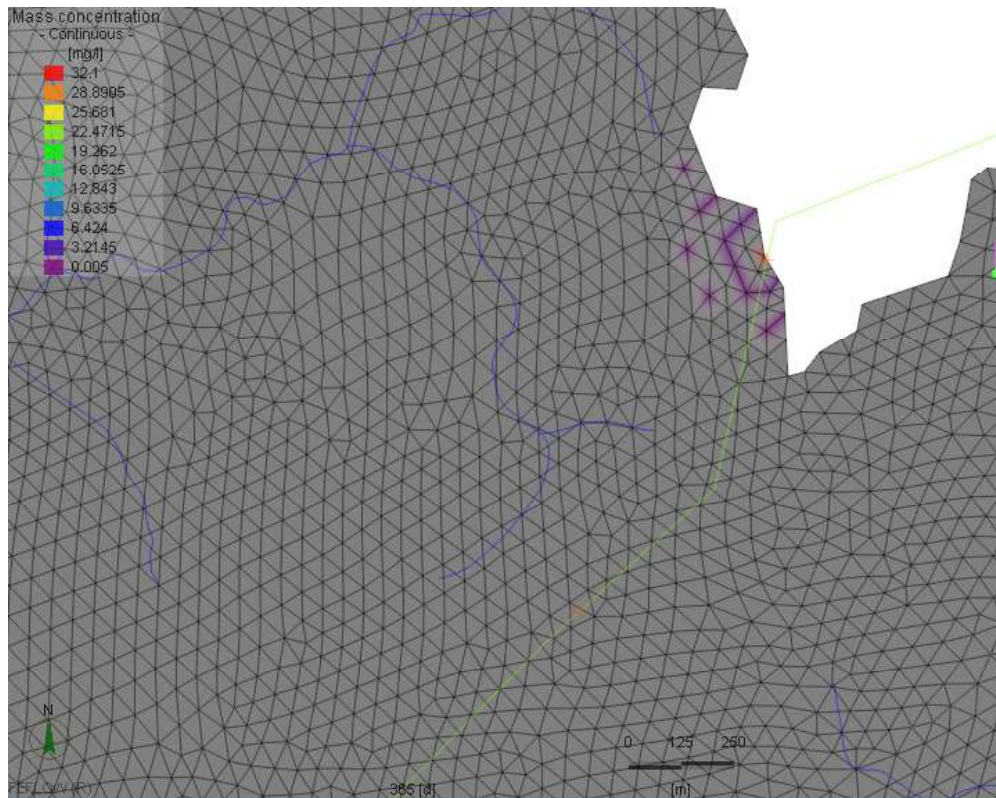 Mass concentration
- Continuous -
[mg/l]
32.1
28.8905
25.681
22.4715
19.262
16.0525
12.843
9.6335
6.424
3.2145
0.005
N
0 125 250
FEFLOW (R)
365 [d]
[m]